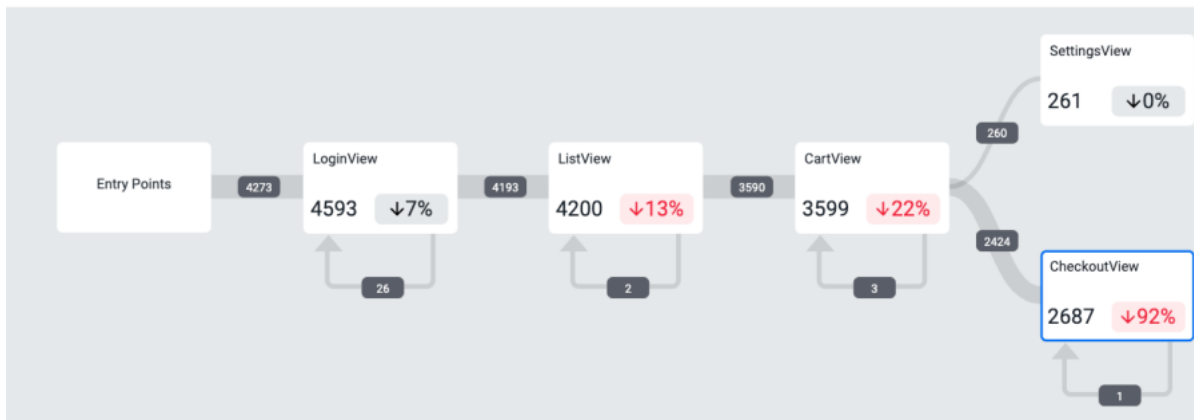 Entry Points
4273
LoginView
4593 ↓7%
26
4193
ListView
4200 ↓13%
2
3590
CartView
3599 ↓22%
3
260
SettingsView
261 ↓0%
2424
CheckoutView
2687 ↓92%
1